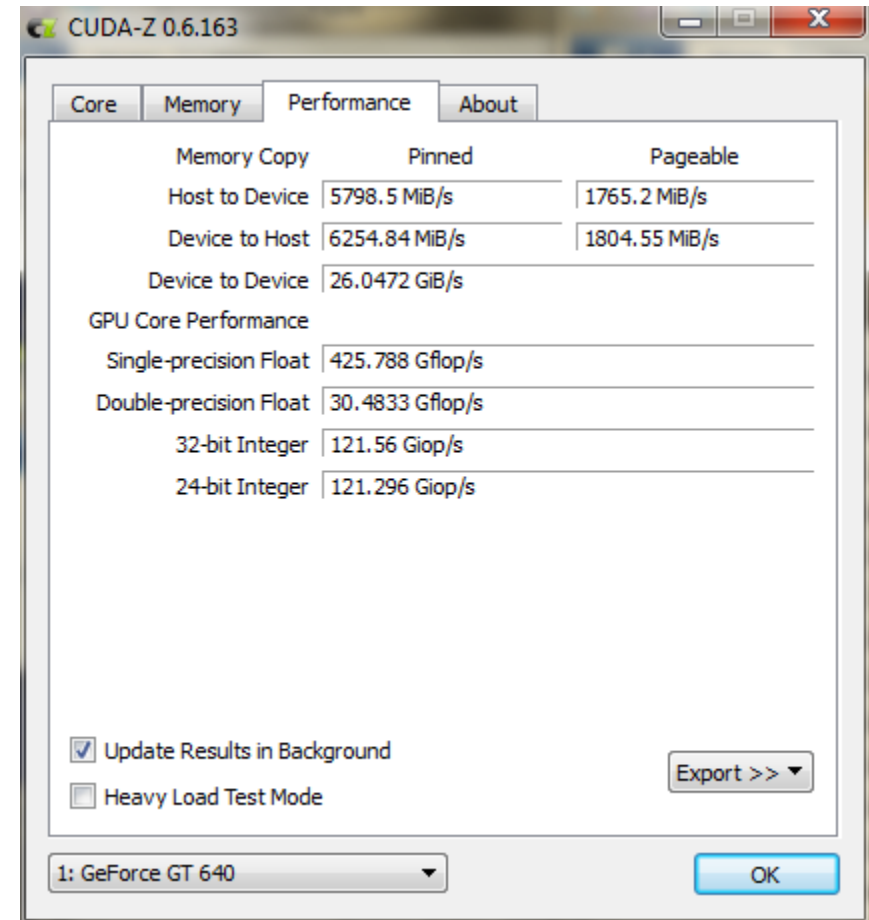 CUDA-Z 0.6.163
Core Memory Performance About
Memory Copy Pinned Pageable
Host to Device 5798.5 MiB/s 1765.2 MiB/s
Device to Host 6254.84 MiB/s 1804.55 MiB/s
Device to Device 26.0472 GiB/s
GPU Core Performance
Single-precision Float 425.788 Gflop/s
Double-precision Float 30.4833 Gflop/s
32-bit Integer 121.56 Giop/s
24-bit Integer 121.296 Giop/s
Update Results in Background
Export >>
Heavy Load Test Mode
1: GeForce GT 640 OK